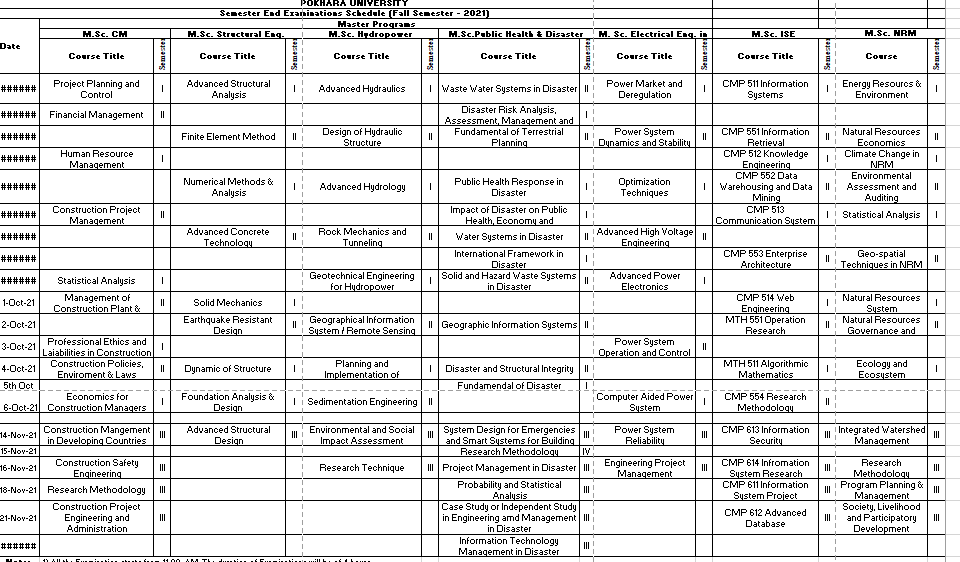 POKHARA UNIVERSITY
Semester End Examinations Schedule (Fall Semester - 2021)
Master Programs
Date M.Sc. CM M.Sc. Structural Enq. M.Sc. Hydropower M.Sc.Public Health & Disaster M. Sc. Electrical Enq. in M.Sc. ISE M.Sc. NRM
Course Title Semester Course Title Semester Course Title Semester Course Title Semester Course Title Semester Course Title Semester Course Semester
###### Project Planning and Control I Advanced Structural Analysis I Advanced Hydraulics I Waste Water Systems in Disaster II Power Market and Deregulation I CMP 511 Information Systems I Energy Resourcs & Environment I
###### Financial Management II Disaster Risk Analysis, Assessment, Management and I
###### Finite Element Method II Design of Hydraulic Structure II Fundamental of Terrestrial Planning II Power System Dynamics and Stability II CMP 551 Information Retrieval II Natural Resources Economics II
###### Human Resource Management I CMP 512 Knowledge Engineering I Climate Change in NRM I
###### Numerical Methods & Analysis I Advanced Hydrology I Public Health Response in Disaster I Optimization Techniques I CMP 552 Data Warehousing and Data Mining II Environmental Assessment and Auditing II
###### Construction Project Management II Impact of Disaster on Public Health, Economy and I CMP 513 Communication System I Statistical Analysis I
###### Advanced Concrete Technology II Rock Mechanics and Tunneling II Water Systems in Disaster II Advanced High Voltage Engineering II
###### International Framework in Disaster I CMP 553 Enterprise Architecture II Geo-spatial Techniques in NRM II
###### Statistical Analysis I Geotechnical Engineering for Hydropower I Solid and Hazard Waste Systems in Disaster II Advanced Power Electronics I
1-Oct-21 Management of Construction Plant & II Solid Mechanics I CMP 514 Web Engineering I Natural Resources System I
2-Oct-21 Earthquake Resistant Design II Geographical Information System / Remote Sensing II Geographic Information Systems II MTH 551 Operation Research II Natural Resources Governance and II
3-Oct-21 Professional Ethics and Laiabilities in Construction I Power System Operation and Control II
4-Oct-21 Construction Policies, Enviroment & Laws II Dynamic of Structure I Planning and Implementation of I Disaster and Structural Integrity II MTH 511 Algorithmic Mathematics I Ecology and Ecosystem I
5th Oct Fundamendal of Disaster I
6-Oct-21 Economics for Construction Managers I Foundation Analysis & Design I Sedimentation Engineering II Computer Aided Power System I CMP 554 Research Methodology II
14-Nov-21 Construction Mangement in Developing Countries III Advanced Structural Design III Environmental and Social Impact Assessment III System Design for Emergencies and Smart Systems for Building III Power System Reliability III CMP 613 Information Security III Integrated Watershed Management III
15-Nov-21 Research Methodology IV
16-Nov-21 Construction Safety Engineering III Research Technique III Project Management in Disaster III Engineering Project Management III CMP 614 Information System Research III Research Methodology III
18-Nov-21 Research Methodology III Probability and Statistical Analysis III CMP 611 Information System Project III Program Planning & Management III
21-Nov-21 Construction Project Engineering and Administration III Case Study or Independent Study in Engineering amd Management in Disaster III CMP 612 Advanced Database III Society, Livelihood and Participatory Development III
###### Information Technology Management in Disaster III